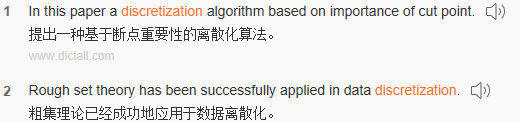 1 In this paper a discretization algorithm based on importance of cut point.
提出一种基于断点重要性的离散化算法。
www.dictall.com
2 Rough set theory has been successfully applied in data discretization.
粗集理论已经成功地应用于数据离散化。